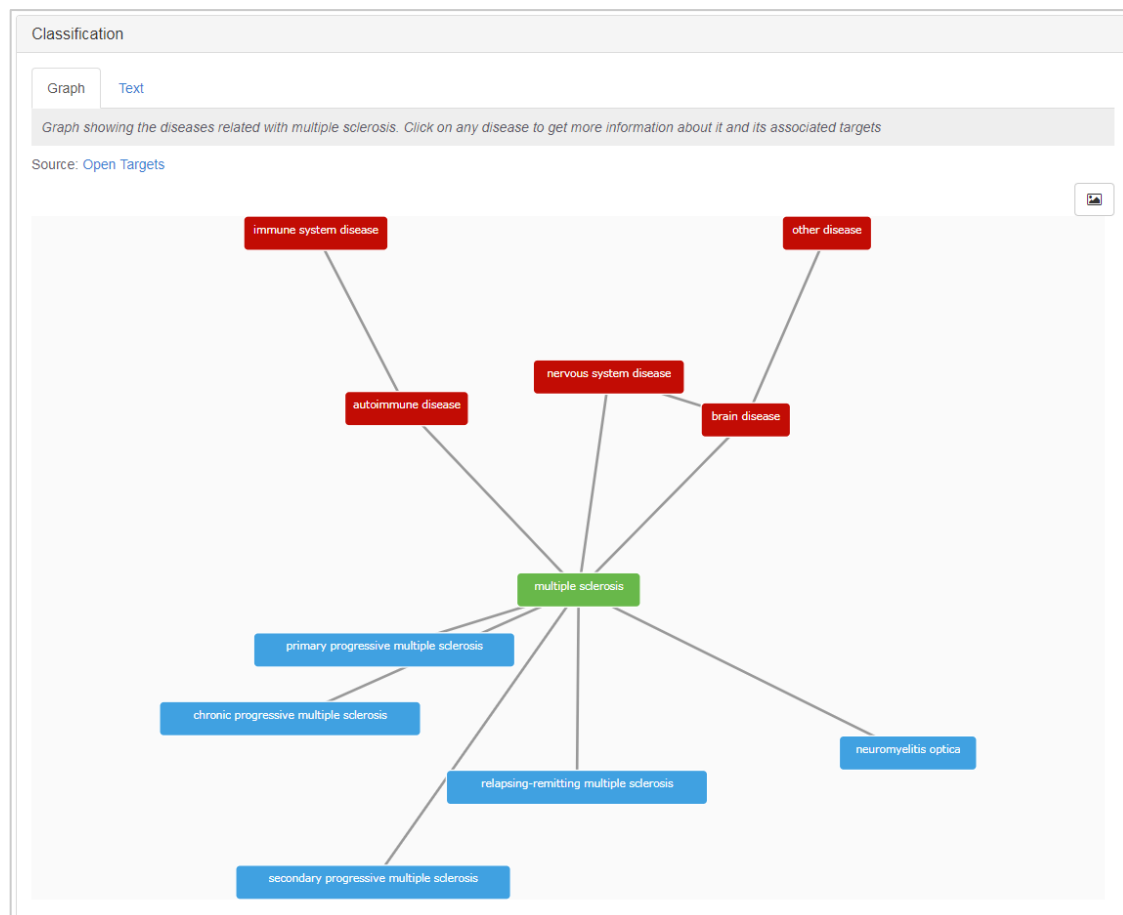 Classification
Graph Text
Graph showing the diseases related with multiple sclerosis. Click on any disease to get more information about it and its associated targets
Source: Open Targets
immune system disease
other disease
nervous system disease
autoimmune disease
brain disease
multiple sclerosis
primary progressive multiple sclerosis
chronic progressive multiple sclerosis
neuromyelitis optica
relapsing-remitting multiple sclerosis
secondary progressive multiple sclerosis